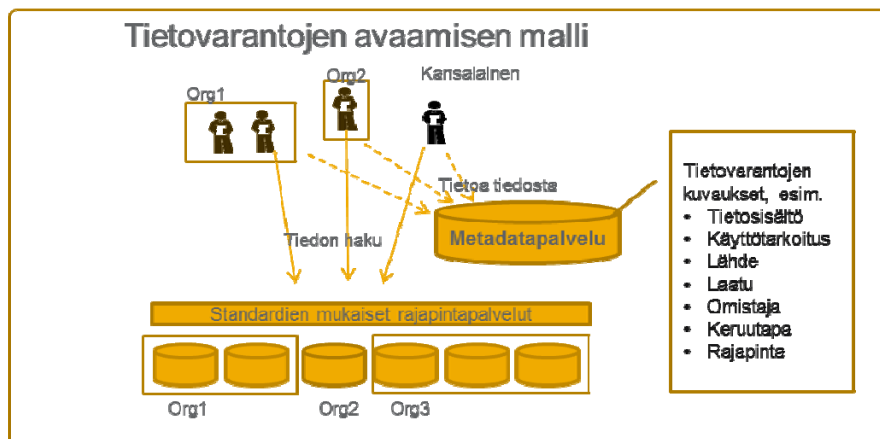 Tietovarantojen avaamisen malli
Org1
Org2
Kansalainen
Tietoa tiedosta
Metadatapalvelu
Tiedon haku
Standardien mukaiset rajapintapalvelut
Org1
Org2
Org3
Tietovarantojen
kuvaukset, esim.
• Tietosisältö
• Käyttötarkoitus
• Lähde
• Laatu
• Omistaja
• Keruutapa
• Rajapinta